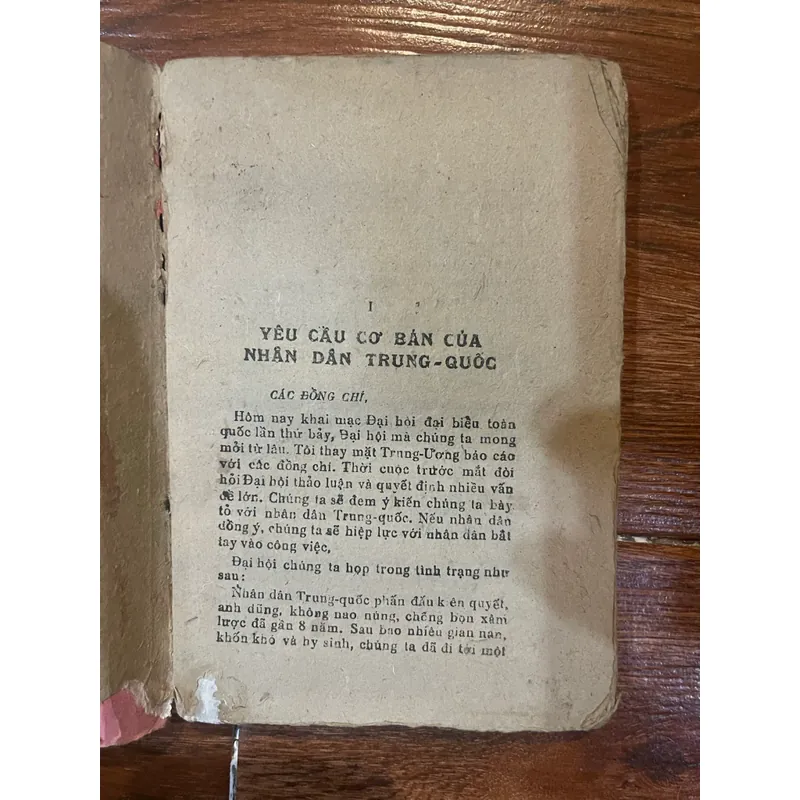 I
YÊU CẦU CƠ BẢN CỦA
NHÂN DÂN TRUNG-QUỐC
CÁC ĐỒNG CHÍ,
Hôm nay khai mạc Đại hội đại biểu toàn
quốc lần thứ bảy, Đại hội mà chúng ta mong
mỏi từ lâu. Tôi thay mặt Trung-Ương báo cáo
với các đồng chí. Thời cuộc trước mắt đòi
hỏi Đại hội thảo luận và quyết định nhiều vấn
đề lớn. Chúng ta sẽ đem ý kiến chúng ta bày
tỏ với nhân dân Trung-quốc. Nếu nhân dân
đồng ý, chúng ta sẽ hiệp lực với nhân dân bắt
tay vào công việc,
Đại hội chúng ta họp trong tình trạng như
sau:
Nhân dân Trung-quốc phấn đấu kiên quyết,
anh dũng, không nao núng, chống bọn xâm
lược đã gần 8 năm. Sau bao nhiêu gian nan,
khốn khó và hy sinh, chúng ta đã đi tới một